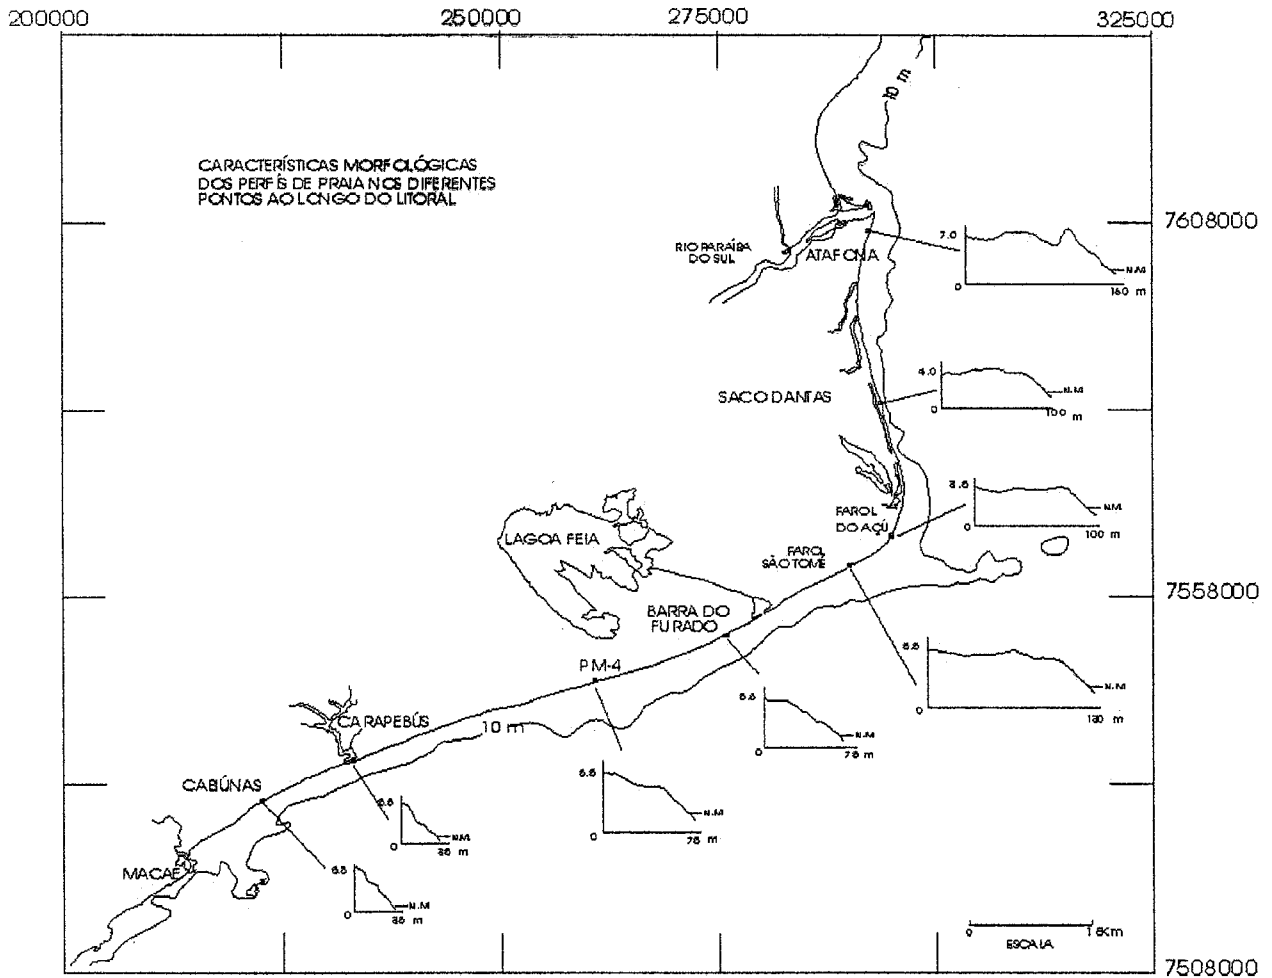 200000
250000
275000
325000
10 m
CARACTERÍSTICAS MORFOLÓGICAS
DOS PERFÍS DE PRAIA NOS DIFERENTES
PONTOS AO LONGO DO LITORAL
7608000
RIO PARAÍBA
DO SUL
ATAFONA
7.0
0
N.M
160 m
SACO DANTAS
4.0
0
N.M
100 m
FAROL
DO AÇÚ
0
N.M
100 m
LAGOA FEIA
FAROL
SÃO TOMÉ
7558000
BARRA DO
FURADO
0
N.M
m
PM-4
0
N.M
75 m
0
N.M
75 m
CARAPEBÚS
10 m
CABÚNAS
0
N.M
m
MACAÉ
0
N.M
m
0
Km
ESCALA
7508000